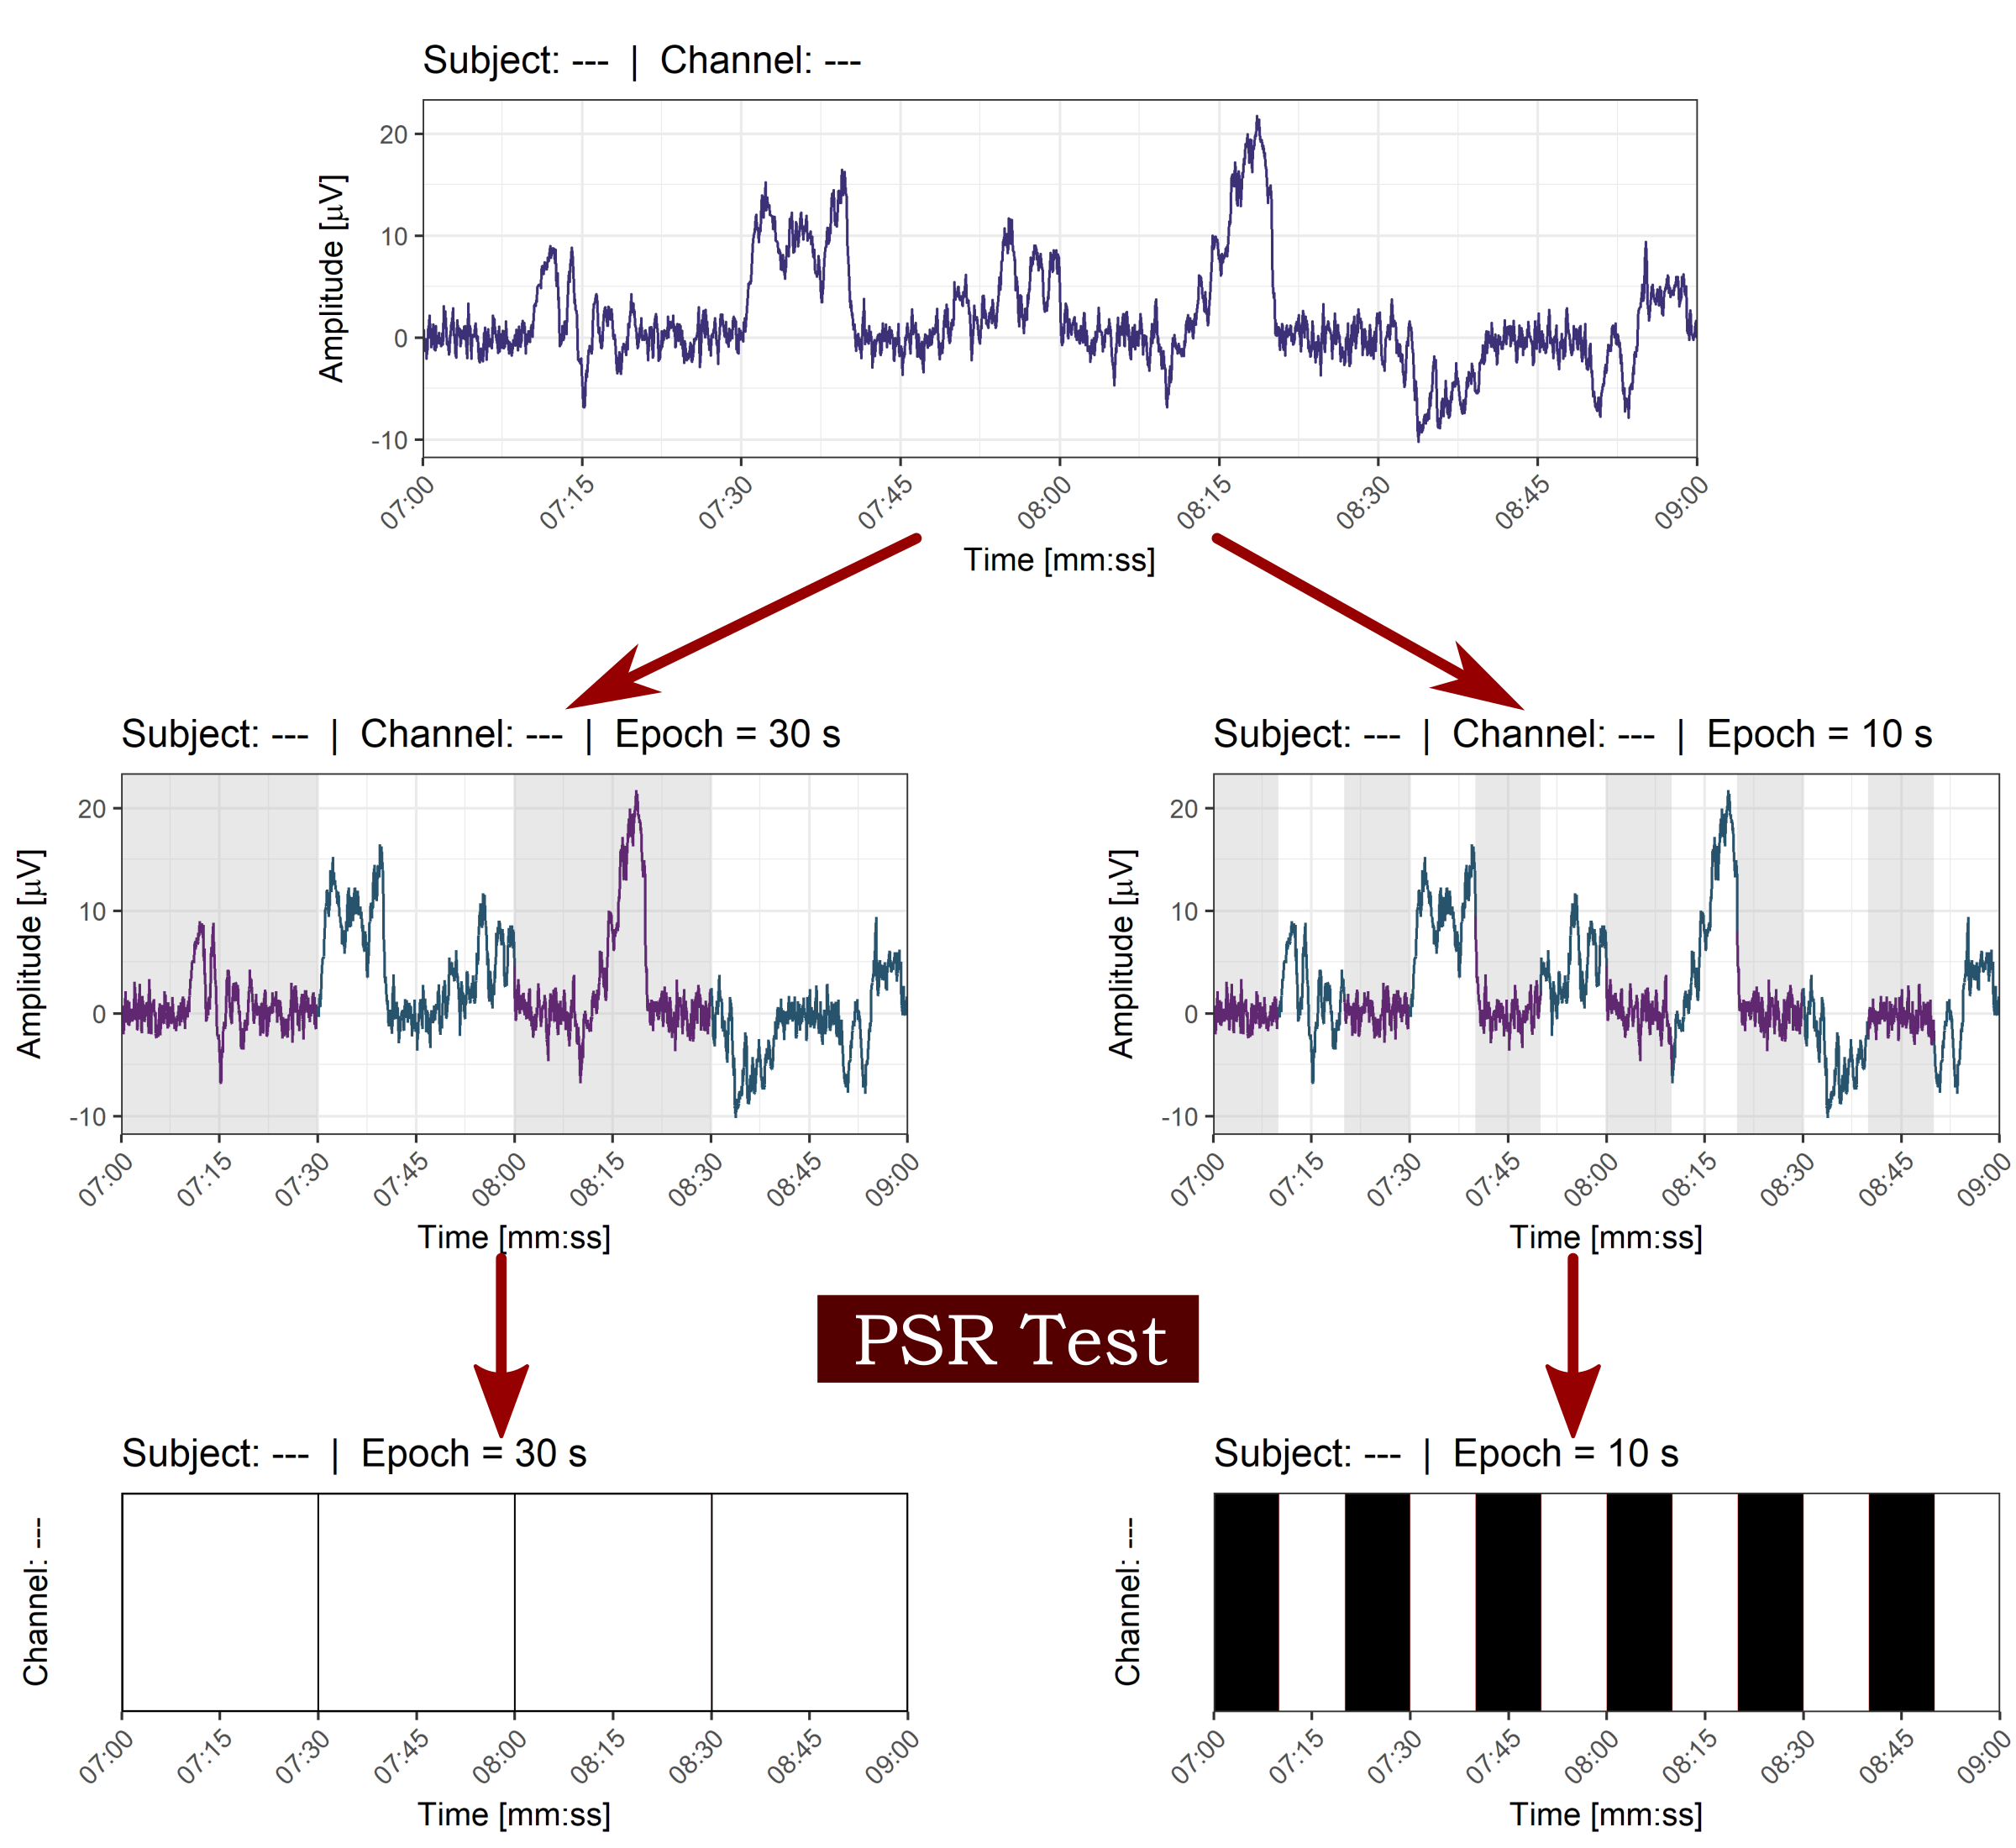 Subject: --- | Channel: ---
Amplitude [μV]
20
10
0
-10
07:00 07:15 07:30 07:45 08:00 08:15 08:30 08:45 09:00
Time [mm:ss]
Subject: --- | Channel: --- | Epoch = 30 s
Amplitude [μV]
20
10
0
-10
07:00 07:15 07:30 07:45 08:00 08:15 08:30 08:45 09:00
Time [mm:ss]
Subject: --- | Channel: --- | Epoch = 10 s
Amplitude [μV]
20
10
0
-10
07:00 07:15 07:30 07:45 08:00 08:15 08:30 08:45 09:00
Time [mm:ss]
PSR Test
Subject: --- | Epoch = 30 s
Channel: ---
07:00 07:15 07:30 07:45 08:00 08:15 08:30 08:45 09:00
Time [mm:ss]
Subject: --- | Epoch = 10 s
Channel: ---
07:00 07:15 07:30 07:45 08:00 08:15 08:30 08:45 09:00
Time [mm:ss]